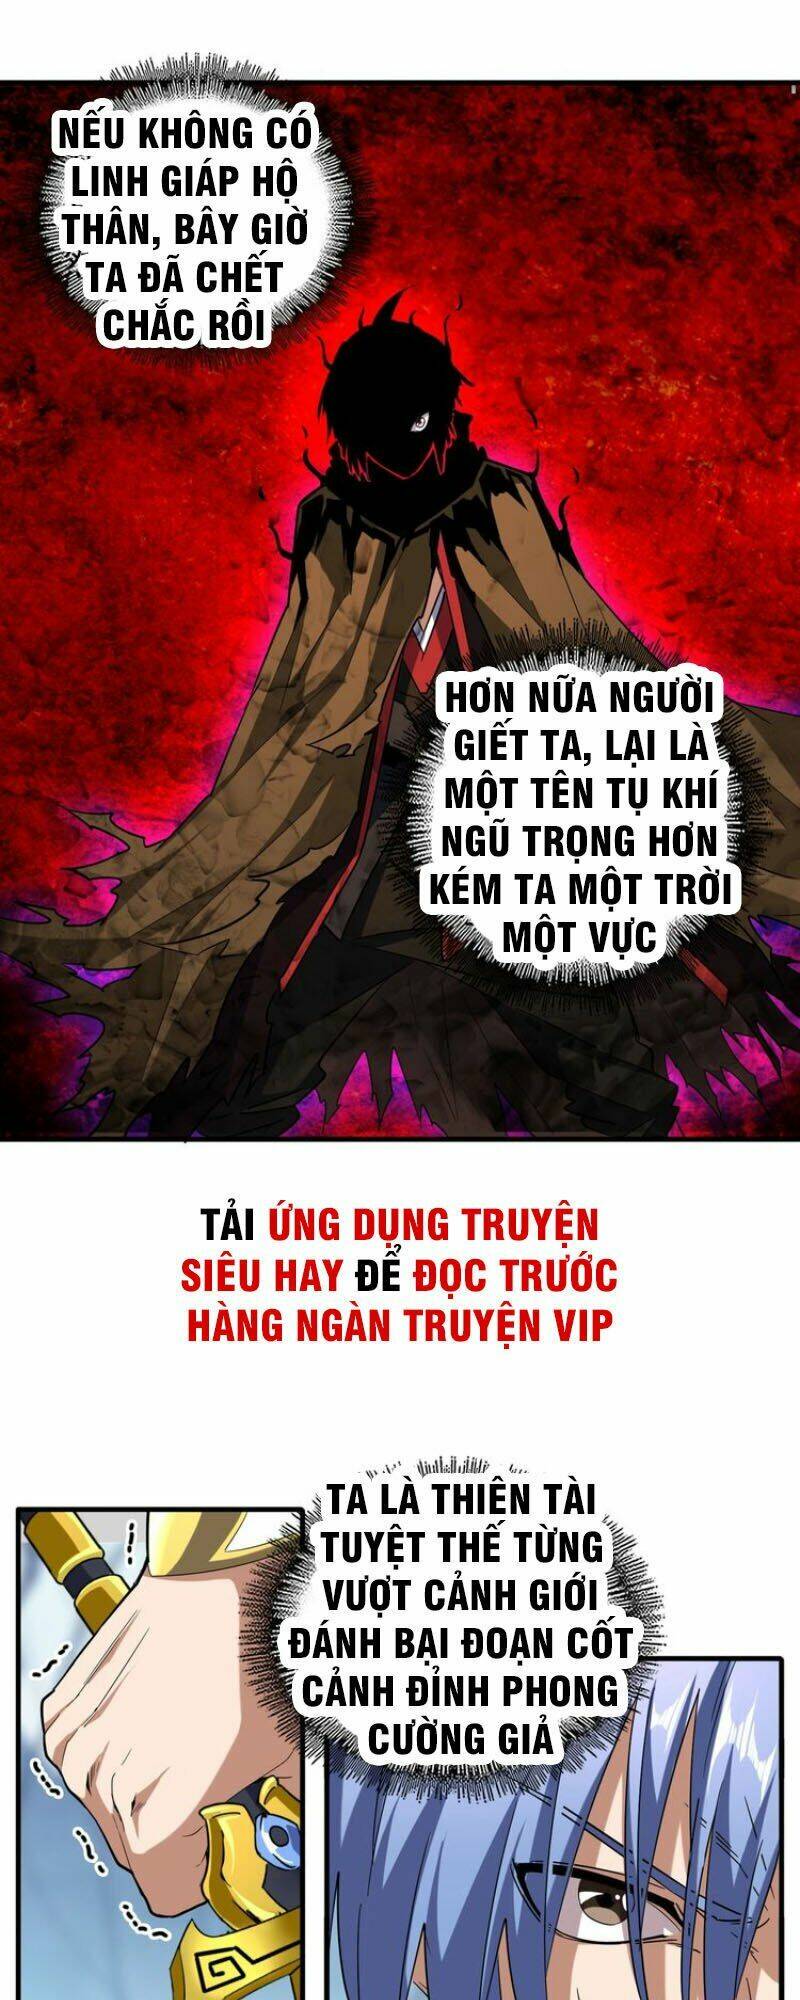 NẾU KHÔNG CÓ
LINH GIÁP HỘ
THÂN, BÂY GIỜ
TA ĐÃ CHẾT
CHẮC RỒI
HƠN NỮA NGƯỜI
GIẾT TA, LẠI LÀ
MỘT TÊN TỤ KHÍ
NGŨ TRỌNG HƠN
KÉM TA MỘT TRỜI
MỘT VỰC
TẢI ỨNG DỤNG TRUYỆN
SIÊU HAY ĐỂ ĐỌC TRƯỚC
HÀNG NGÀN TRUYỆN VIP
TA LÀ THIÊN TÀI
TUYỆT THẾ TỪNG
VƯỢT CẢNH GIỚI
ĐÁNH BẠI ĐOẠN CỐT
CẢNH ĐỈNH PHONG
CƯỜNG GIẢ